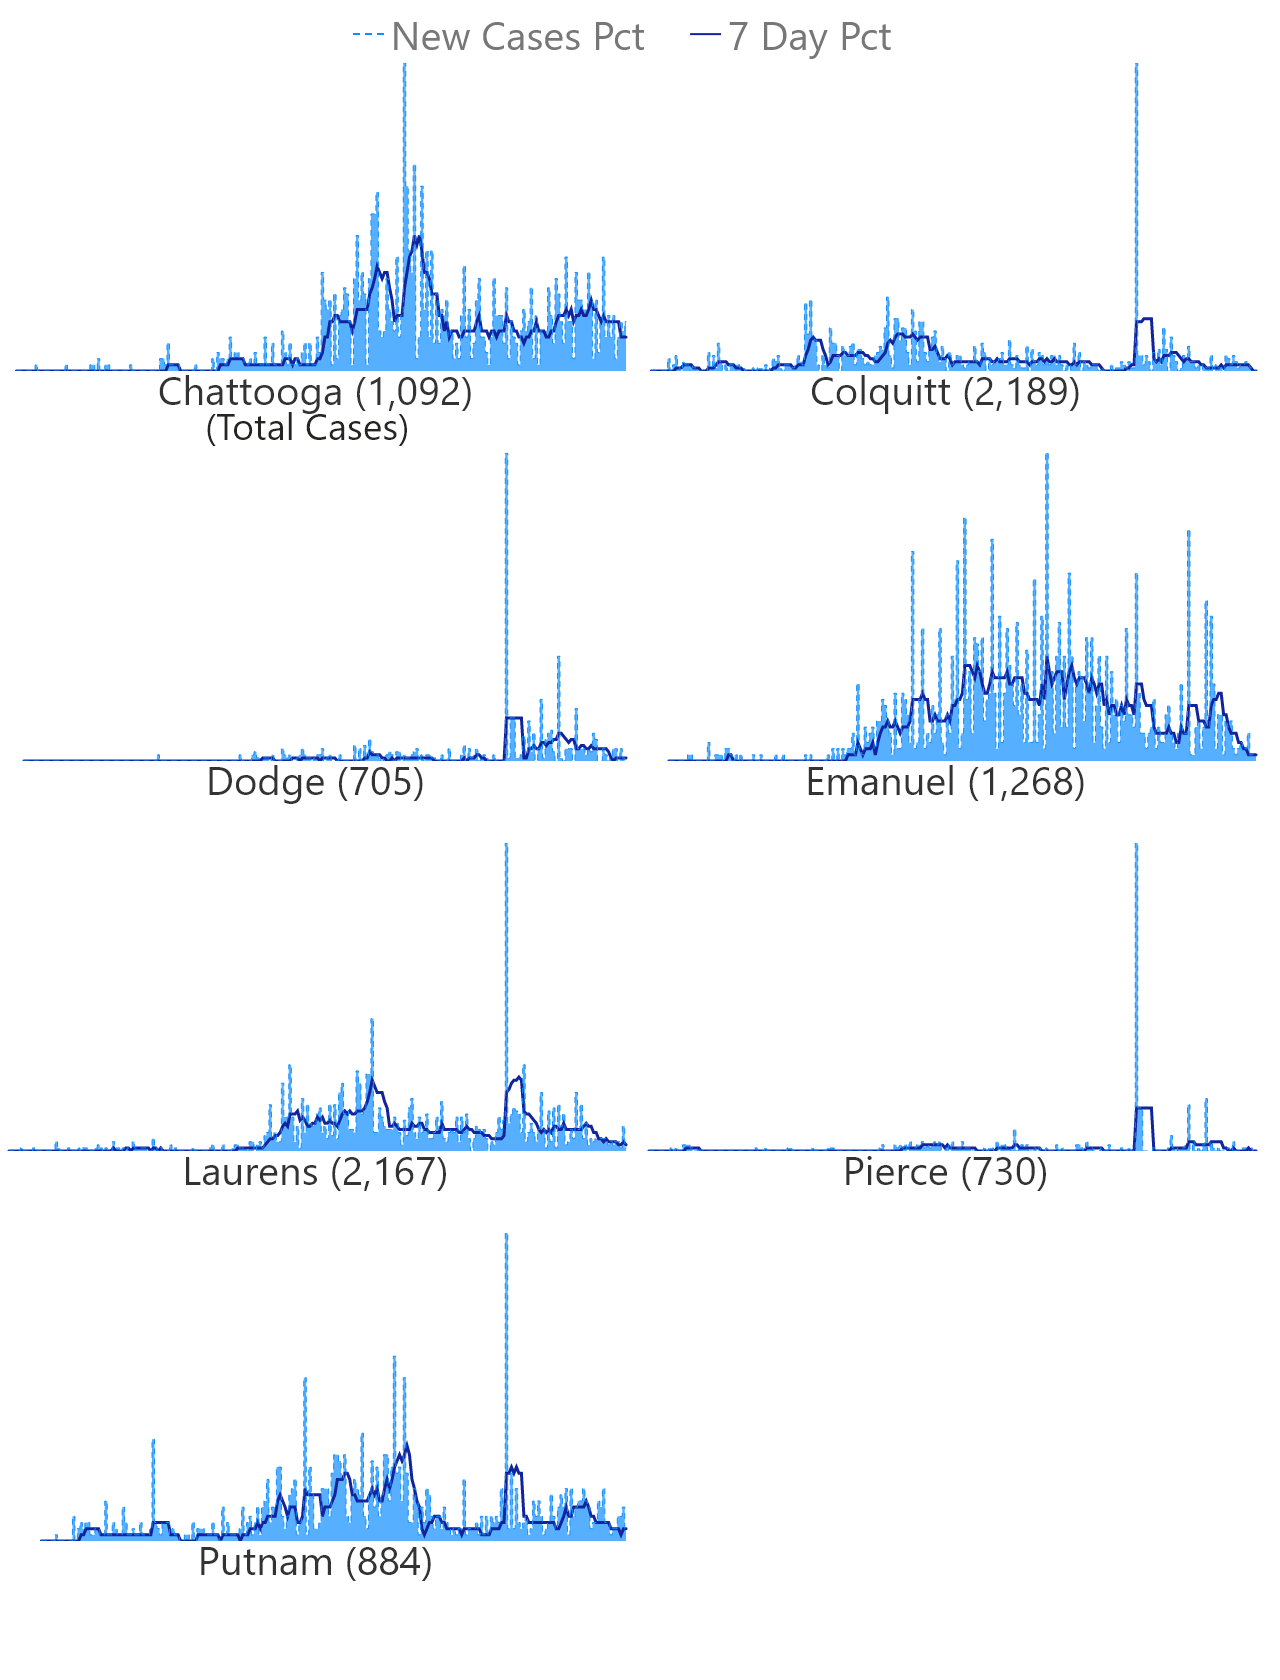 New Cases Pct 7 Day Pct
Chattooga (1,092) Colquitt (2,189)
(Total Cases)
Dodge (705) Emanuel (1,268)
Laurens (2,167) Pierce (730)
Putnam (884)